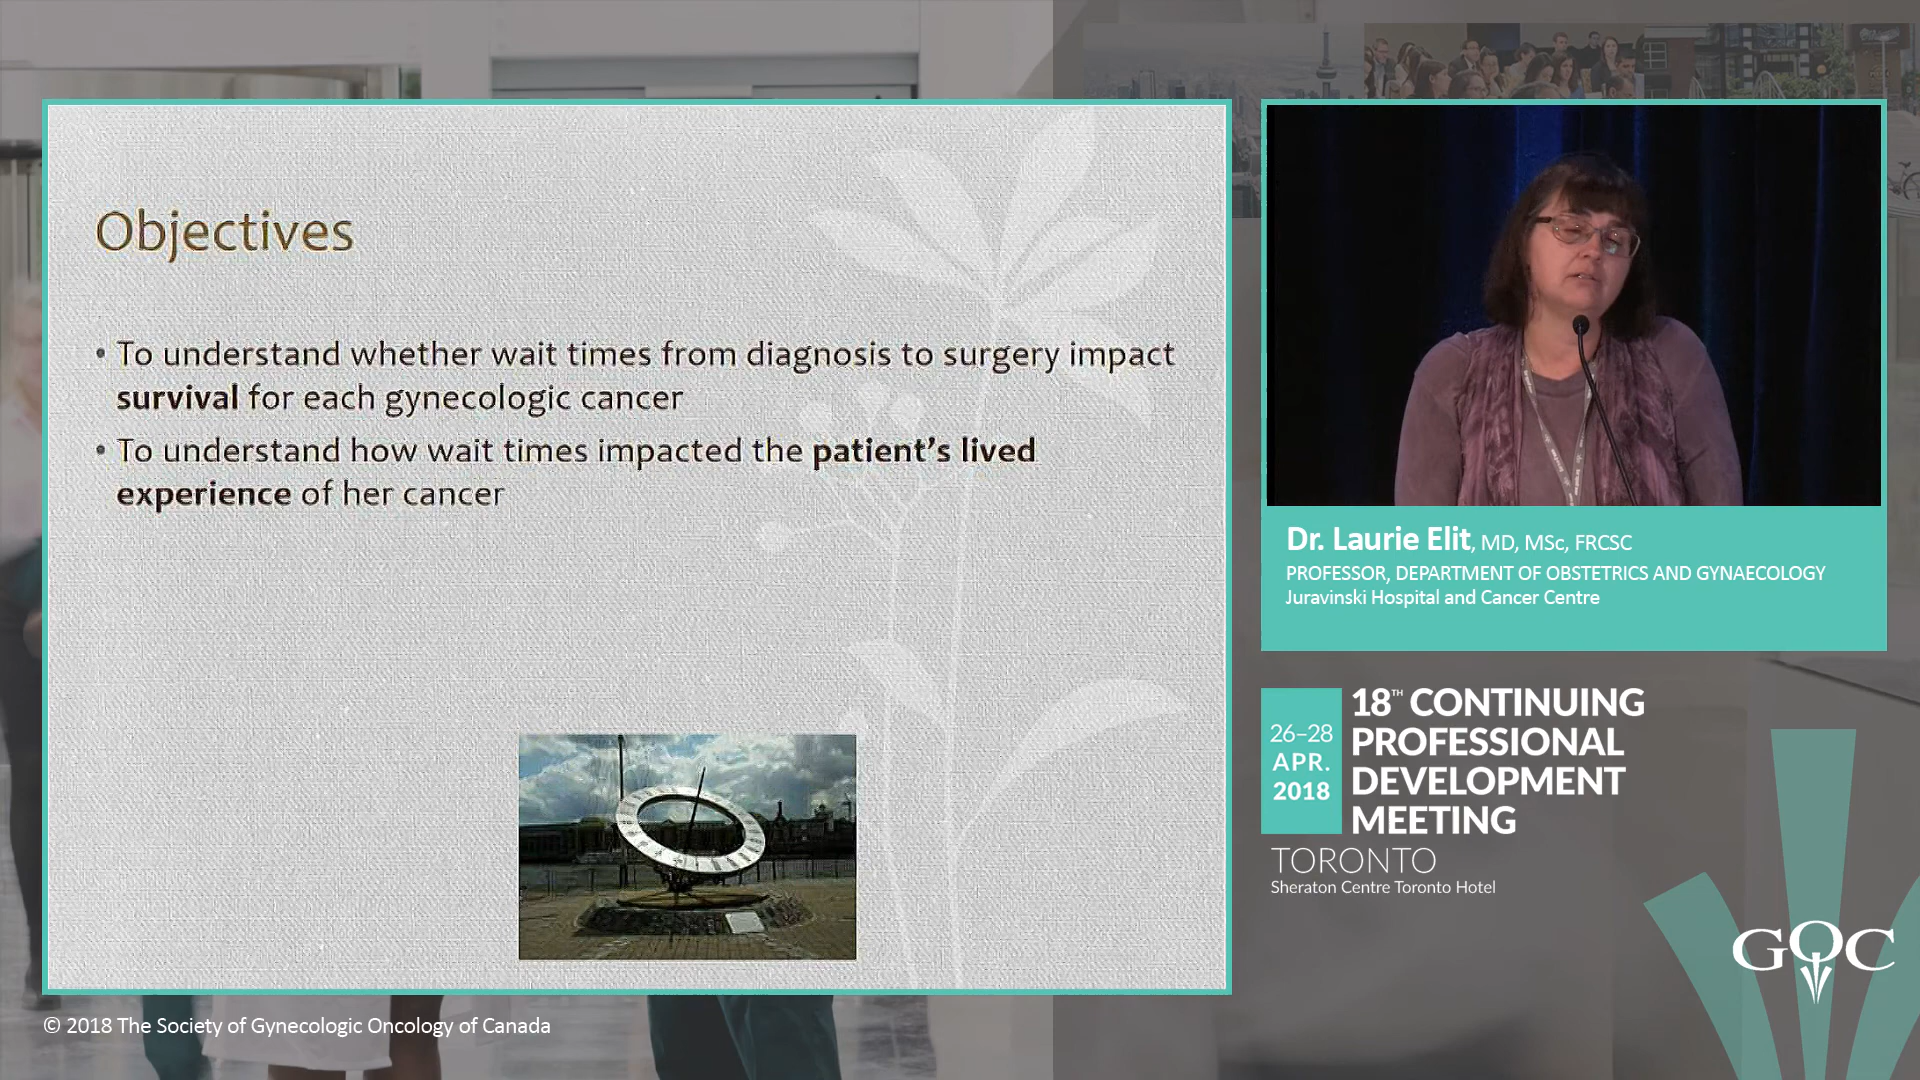 Objectives
• To understand whether wait times from diagnosis to surgery impact
survival for each gynecologic cancer
• To understand how wait times impacted the patient’s lived
experience of her cancer
Dr. Laurie Elit, MD, MSc, FRCSC
PROFESSOR, DEPARTMENT OF OBSTETRICS AND GYNAECOLOGY
Juravinski Hospital and Cancer Centre
26–28
APR.
2018
18TH CONTINUING
PROFESSIONAL
DEVELOPMENT
MEETING
TORONTO
Sheraton Centre Toronto Hotel
GOC
© 2018 The Society of Gynecologic Oncology of Canada